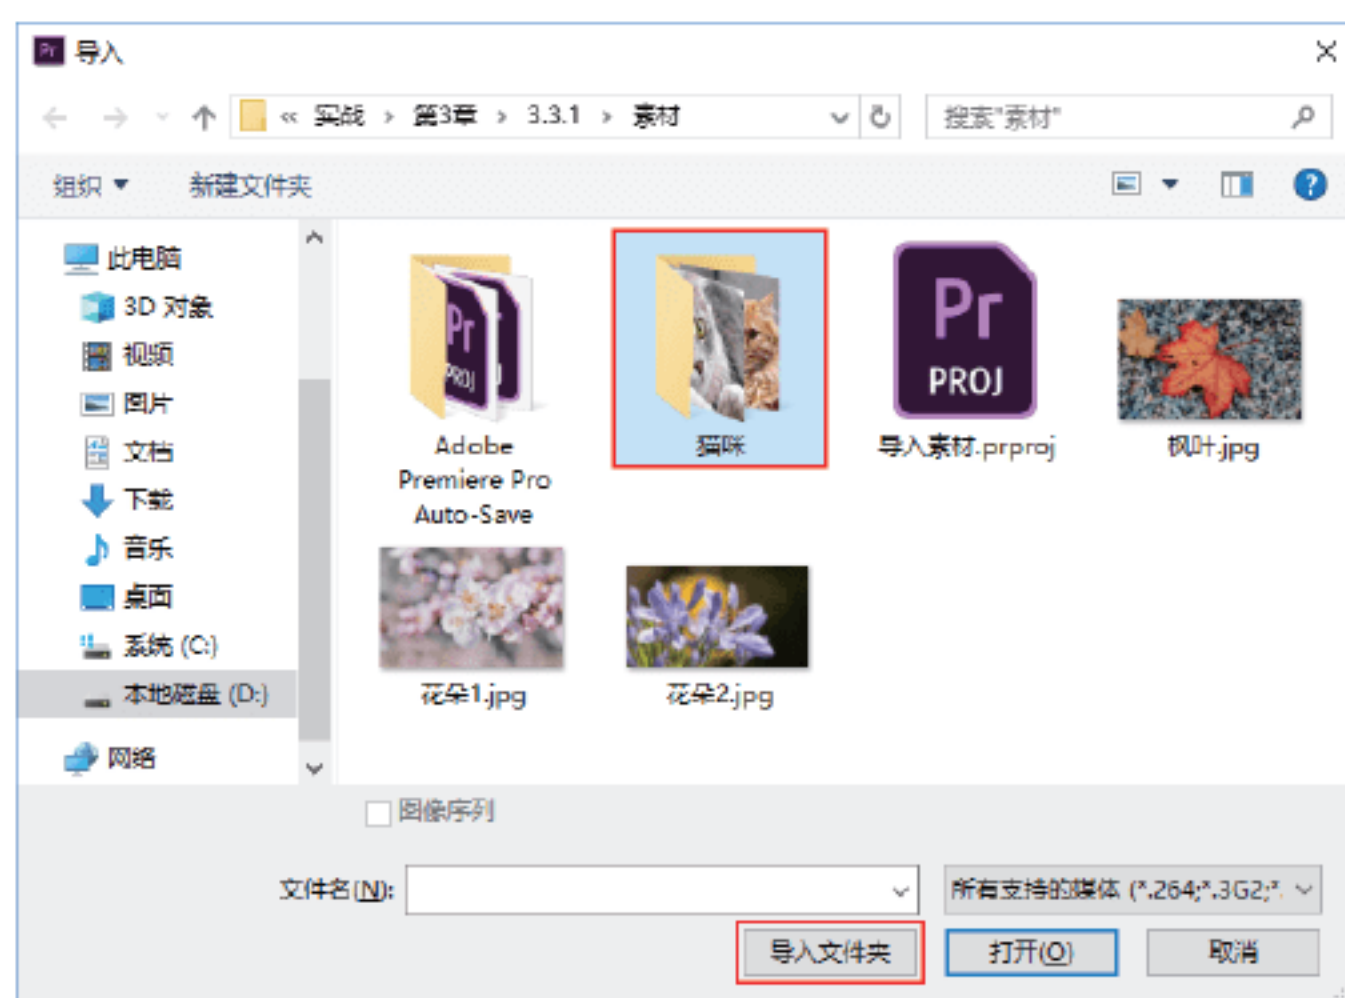 Pr 导入
« 实战 › 第3章 › 3.3.1 › 素材
搜索"素材"
组织 新建文件夹
此电脑
3D 对象
视频
图片
文档
下载
音乐
桌面
系统 (C:)
本地磁盘 (D:)
网络
Pr
PROJ
Adobe
Premiere Pro
Auto-Save
猫咪
Pr
PROJ
导入素材.prproj
枫叶.jpg
花朵1.jpg
花朵2.jpg
图像序列
文件名(N):
所有支持的媒体 (*.264;*.3G2;*.
导入文件夹
打开(O)
取消